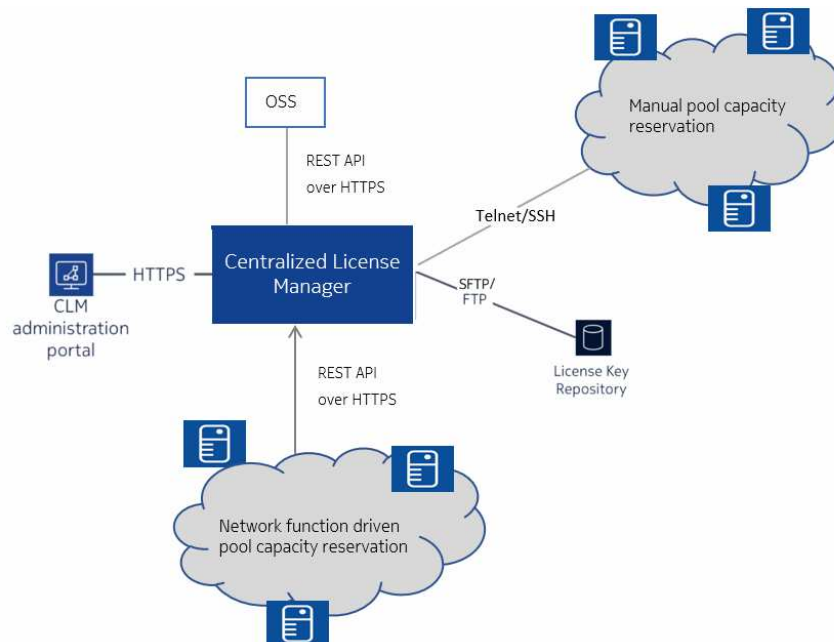 OSS
Manual pool capacity
reservation
REST API
over HTTPS
Telnet/SSH
Centralized License
Manager
HTTPS
CLM
administration
portal
SFTP/
FTP
License Key
Repository
REST API
over HTTPS
Network function driven
pool capacity reservation